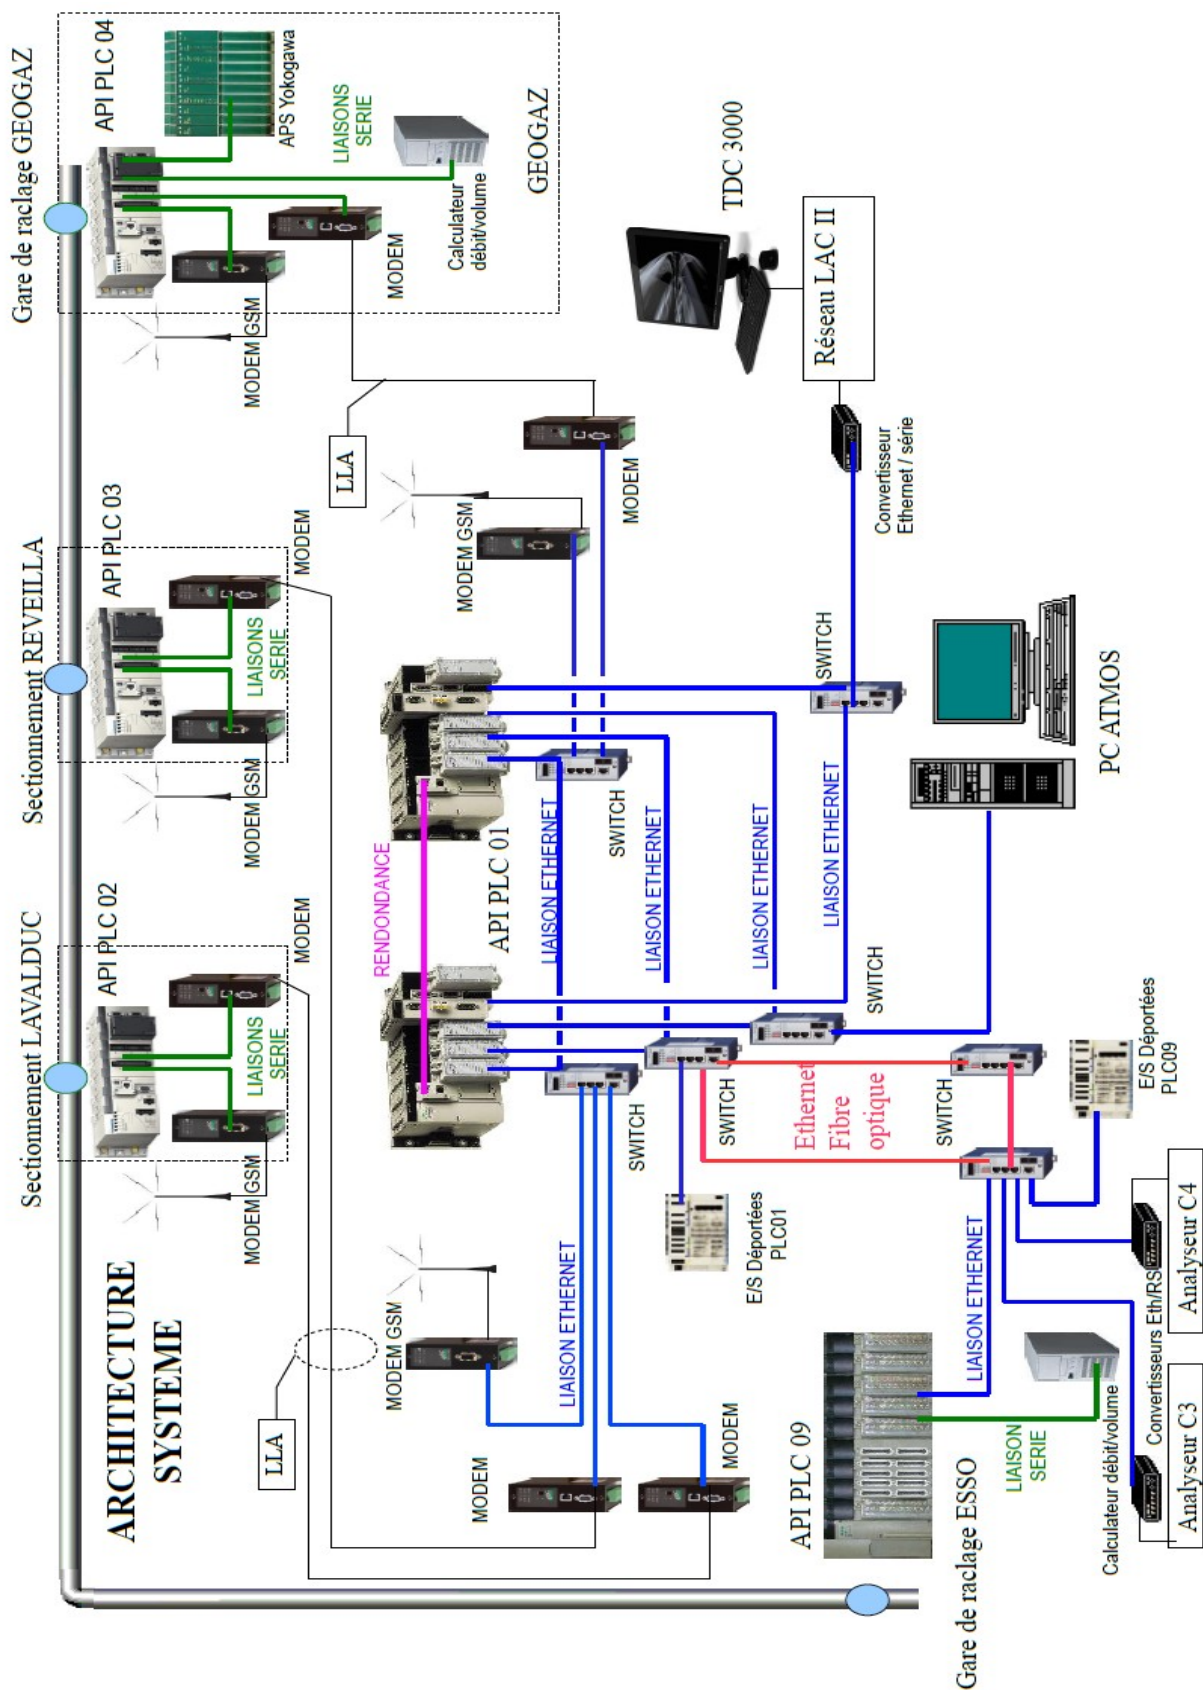 ARCHITECTURE
SYSTEME
Sectionnement LAVALDUC
Sectionnement REVEILLA
Gare de raclage GEOGAZ
API PLC 02
API PLC 03
API PLC 04
APS Yokogawa
LIAISONS
SERIE
MODEM GSM
MODEM
LIAISONS
SERIE
MODEM GSM
MODEM
LIAISONS
SERIE
MODEM GSM
MODEM
Calculateur
débit/volume
GEOGAZ
LLA
LLA
MODEM GSM
RENDONDANCE
MODEM GSM
MODEM
API PLC 01
MODEM
LIAISON ETHERNET
LIAISON ETHERNET
SWITCH
SWITCH
LIAISON ETHERNET
MODEM
SWITCH
LIAISON ETHERNET
LIAISON ETHERNET
TDC 3000
Réseau LAC II
Convertisseur
Ethernet / série
SWITCH
SWITCH
E/S Déportées
PLC01
Ethernet
Fibre
optique
SWITCH
PC ATMOS
API PLC 09
LIAISON ETHERNET
LIAISON
SERIE
E/S Déportées
PLC09
Gare de raclage ESSO
Calculateur débit/volume
Convertisseurs Eth/RS
Analyseur C3
Analyseur C4